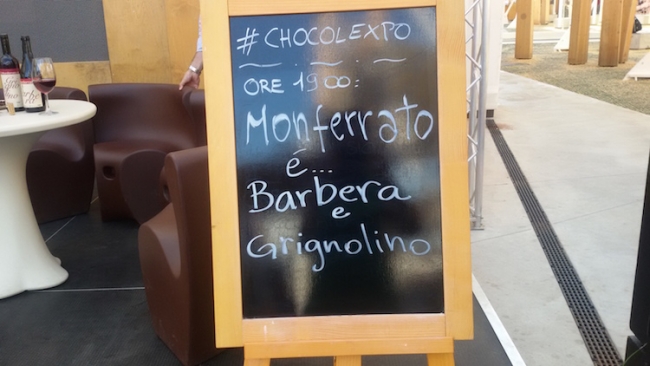 #CHOCOLEXPO
ORE 19.00:
Monferrato
é...
Barbera
e
Grignolino